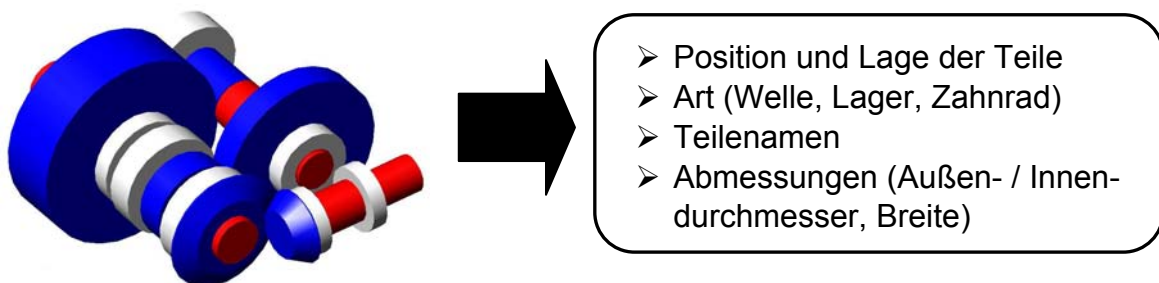 ➢ Position und Lage der Teile
➢ Art (Welle, Lager, Zahnrad)
➢ Teilenamen
➢ Abmessungen (Außen- / Innen-
durchmesser, Breite)